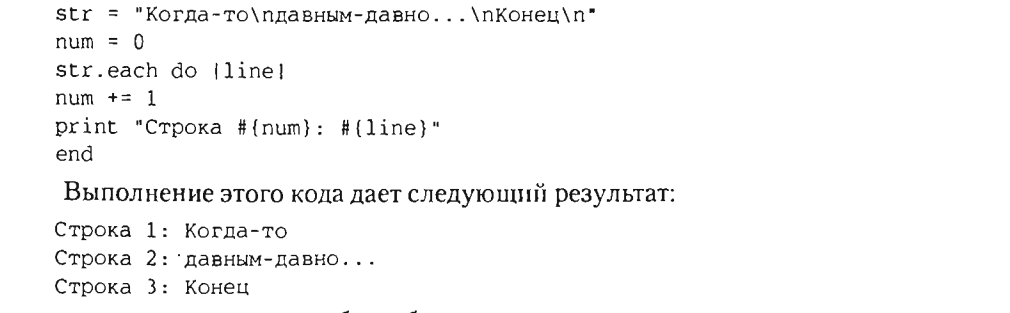 str = "Когда-то\nдавным-давно...\nКонец\n"
num = 0
str.each do |line|
num += 1
print "Строка #{num}: #{line}"
end
Выполнение этого кода дает следующий результат:
Строка 1: Когда-то
Строка 2: давным-давно...
Строка 3: Конец